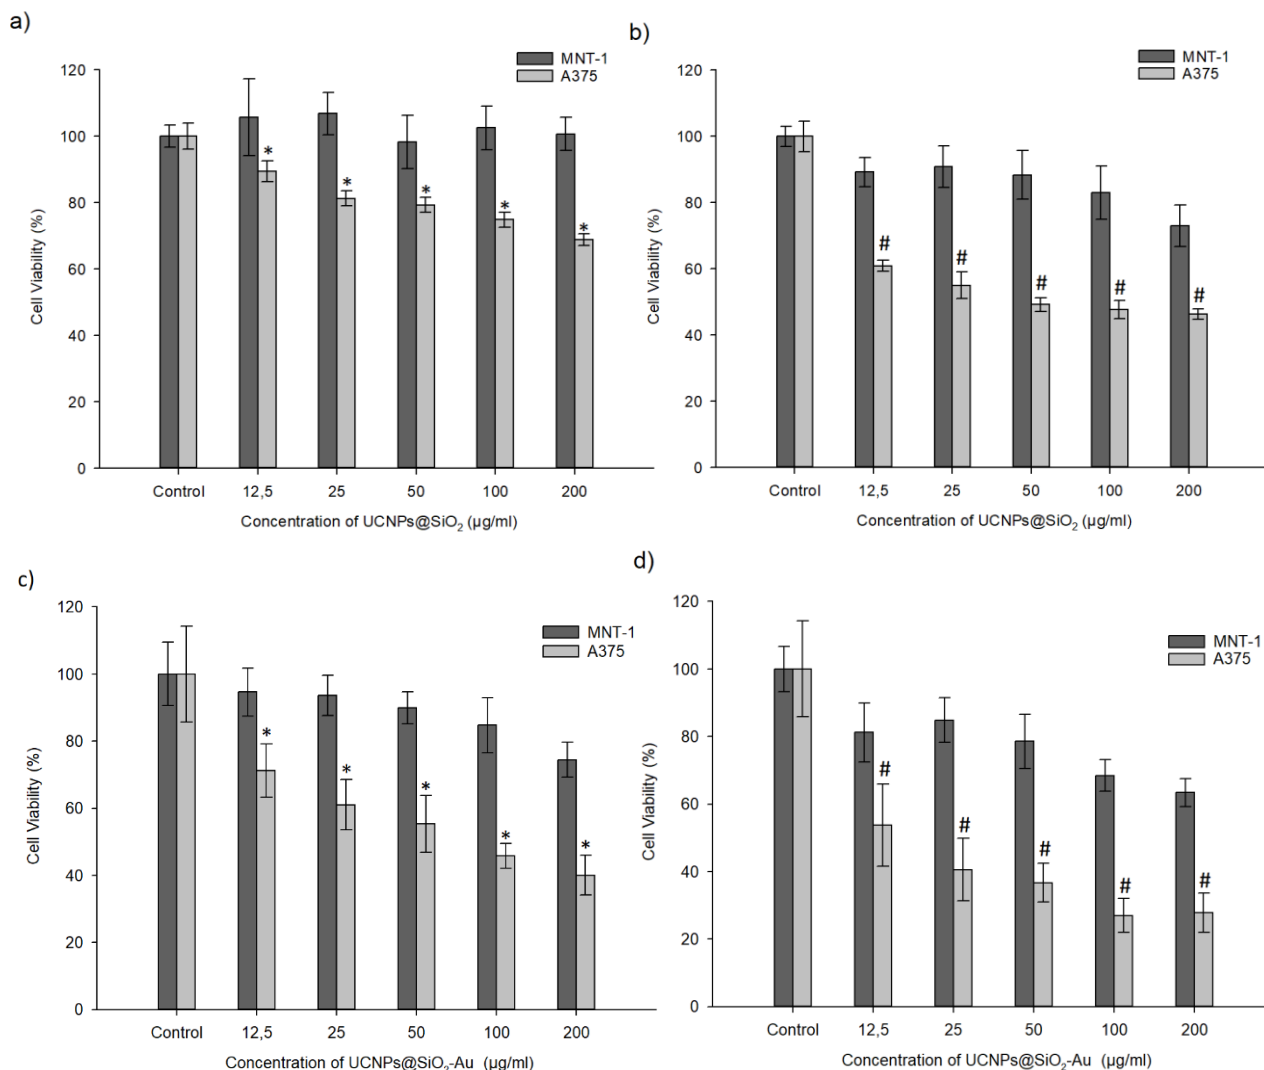 a)
MNT-1
A375
120
100
80
60
40
20
0
Cell Viability (%)
* * * * *
Control 12,5 25 50 100 200
Concentration of UCNPs@SiO₂ (µg/ml)
b)
MNT-1
A375
120
100
80
60
40
20
0
Cell Viability (%)
# # # # #
Control 12,5 25 50 100 200
Concentration of UCNPs@SiO₂ (µg/ml)
c)
MNT-1
A375
120
100
80
60
40
20
0
Cell Viability (%)
* * * * *
Control 12,5 25 50 100 200
Concentration of UCNPs@SiO₂-Au (µg/ml)
d)
MNT-1
A375
120
100
80
60
40
20
0
Cell Viability (%)
# # # # #
Control 12,5 25 50 100 200
Concentration of UCNPs@SiO₂-Au (µg/ml)